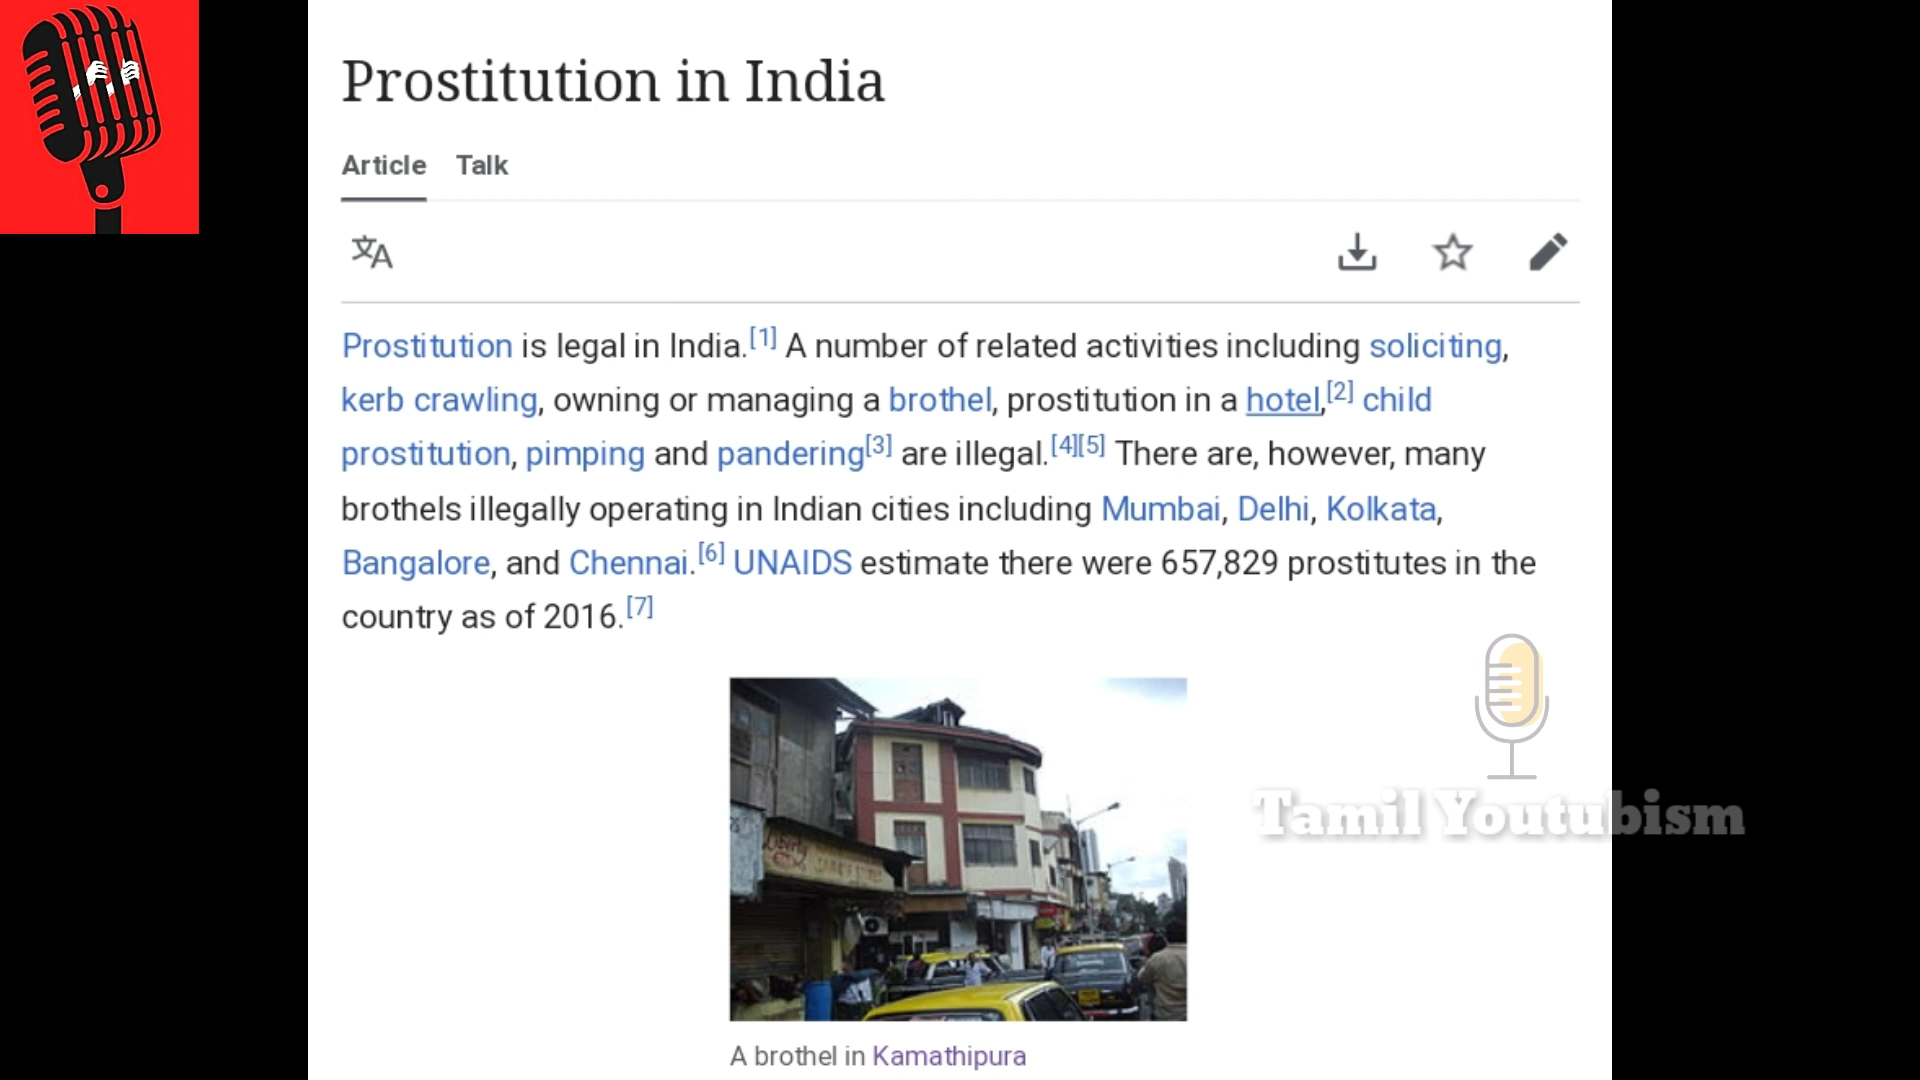 Prostitution in India
Article Talk
Prostitution is legal in India.[1] A number of related activities including soliciting,
kerb crawling, owning or managing a brothel, prostitution in a hotel,[2] child
prostitution, pimping and pandering[3] are illegal.[4][5] There are, however, many
brothels illegally operating in Indian cities including Mumbai, Delhi, Kolkata,
Bangalore, and Chennai.[6] UNAIDS estimate there were 657,829 prostitutes in the
country as of 2016.[7]
Tamil Youtubism
Liberty
A brothel in Kamathipura